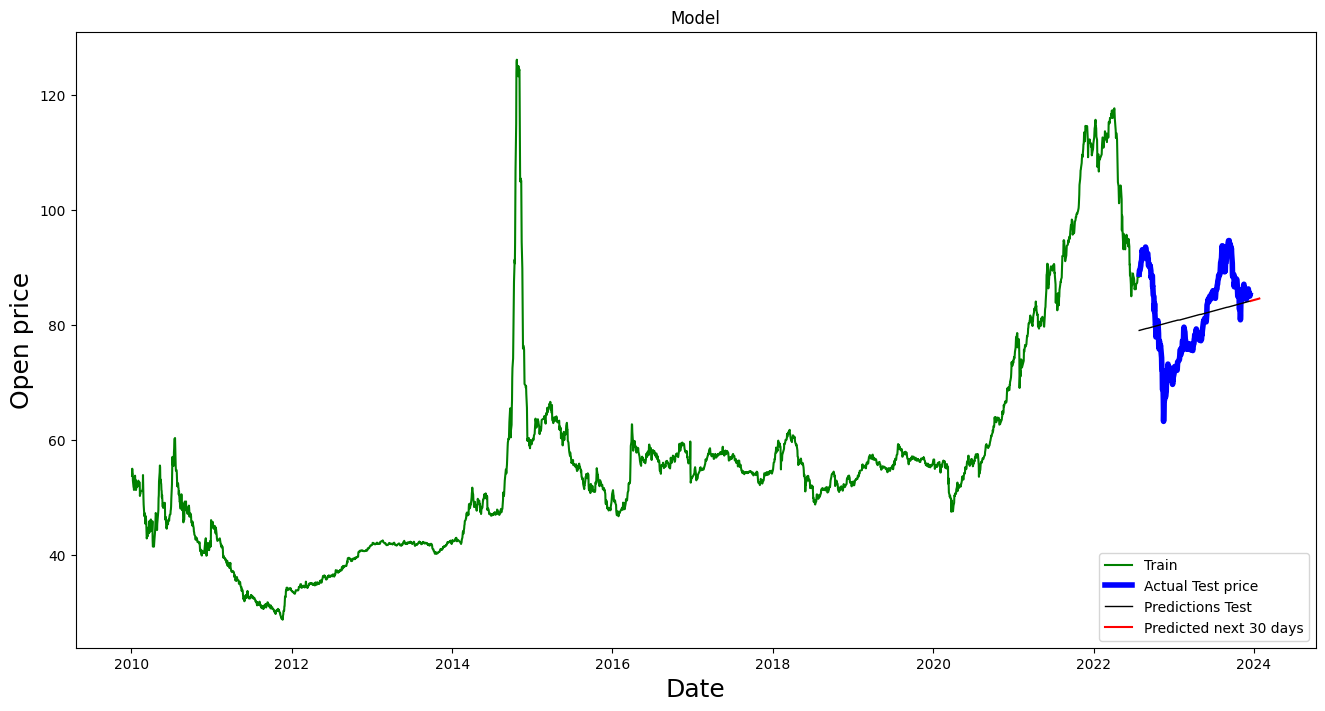 Model
Open price
120
100
80
60
40
2010
2012
2014
2016
2018
2020
2022
2024
Date
Train
Actual Test price
Predictions Test
Predicted next 30 days